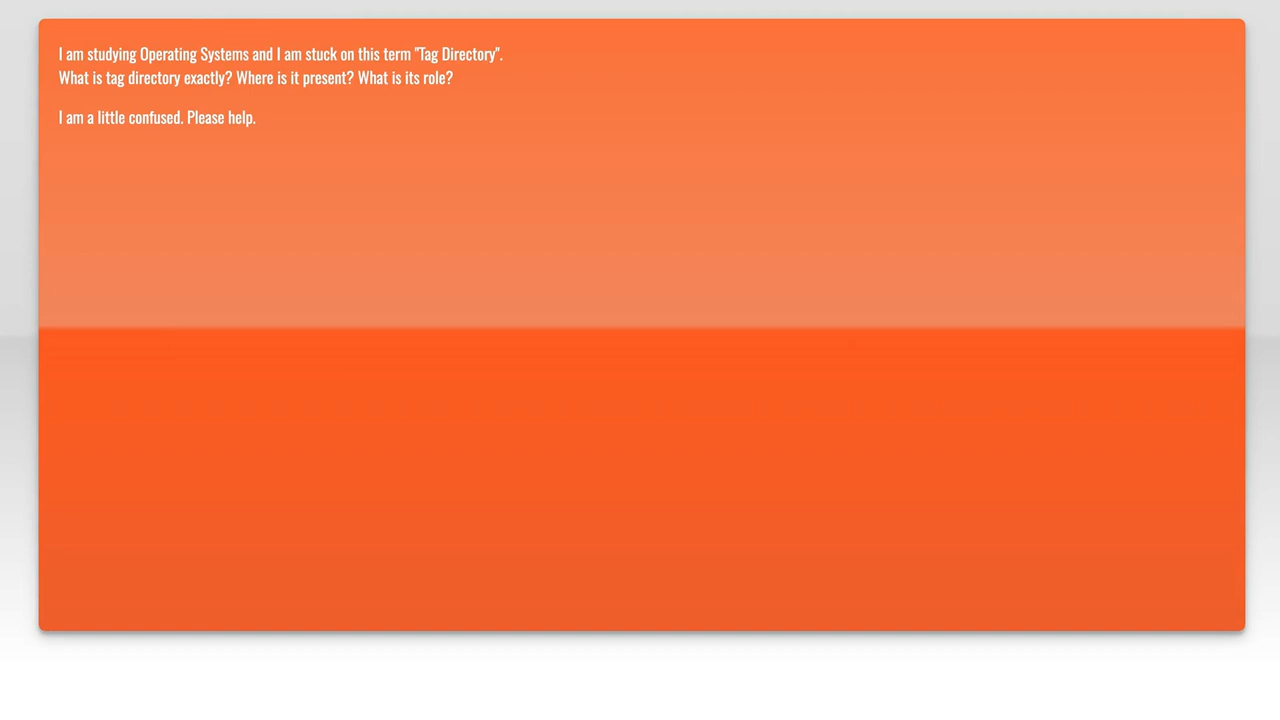 I am studying Operating Systems and I am stuck on this term "Tag Directory".
What is tag directory exactly? Where is it present? What is its role?
I am a little confused. Please help.